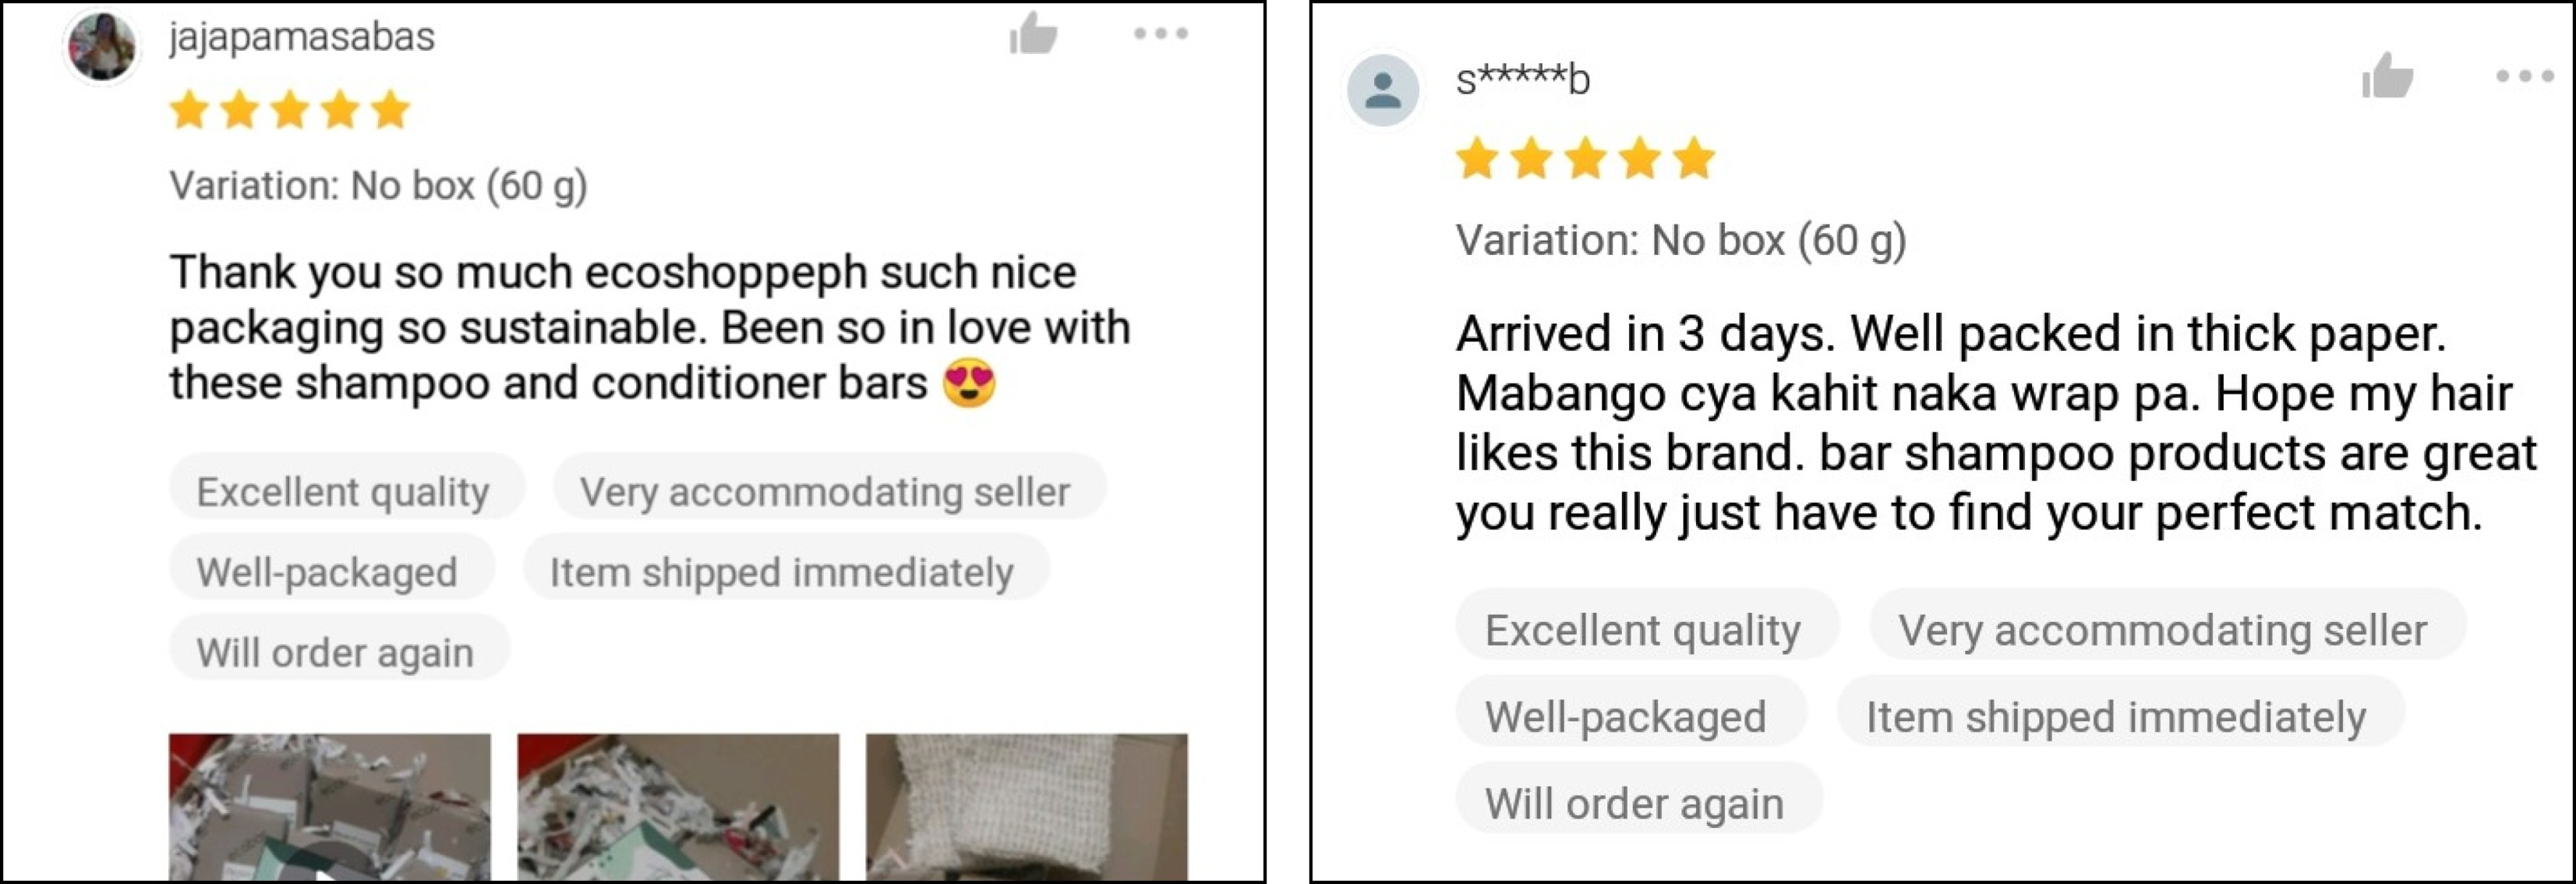 jajapamasabas
Variation: No box (60 g)
Thank you so much ecoshoppeph such nice
packaging so sustainable. Been so in love with
these shampoo and conditioner bars 😍
Excellent quality
Very accommodating seller
Well-packaged
Item shipped immediately
Will order again
s*****b
Variation: No box (60 g)
Arrived in 3 days. Well packed in thick paper.
Mabango cya kahit naka wrap pa. Hope my hair
likes this brand. bar shampoo products are great
you really just have to find your perfect match.
Excellent quality
Very accommodating seller
Well-packaged
Item shipped immediately
Will order again